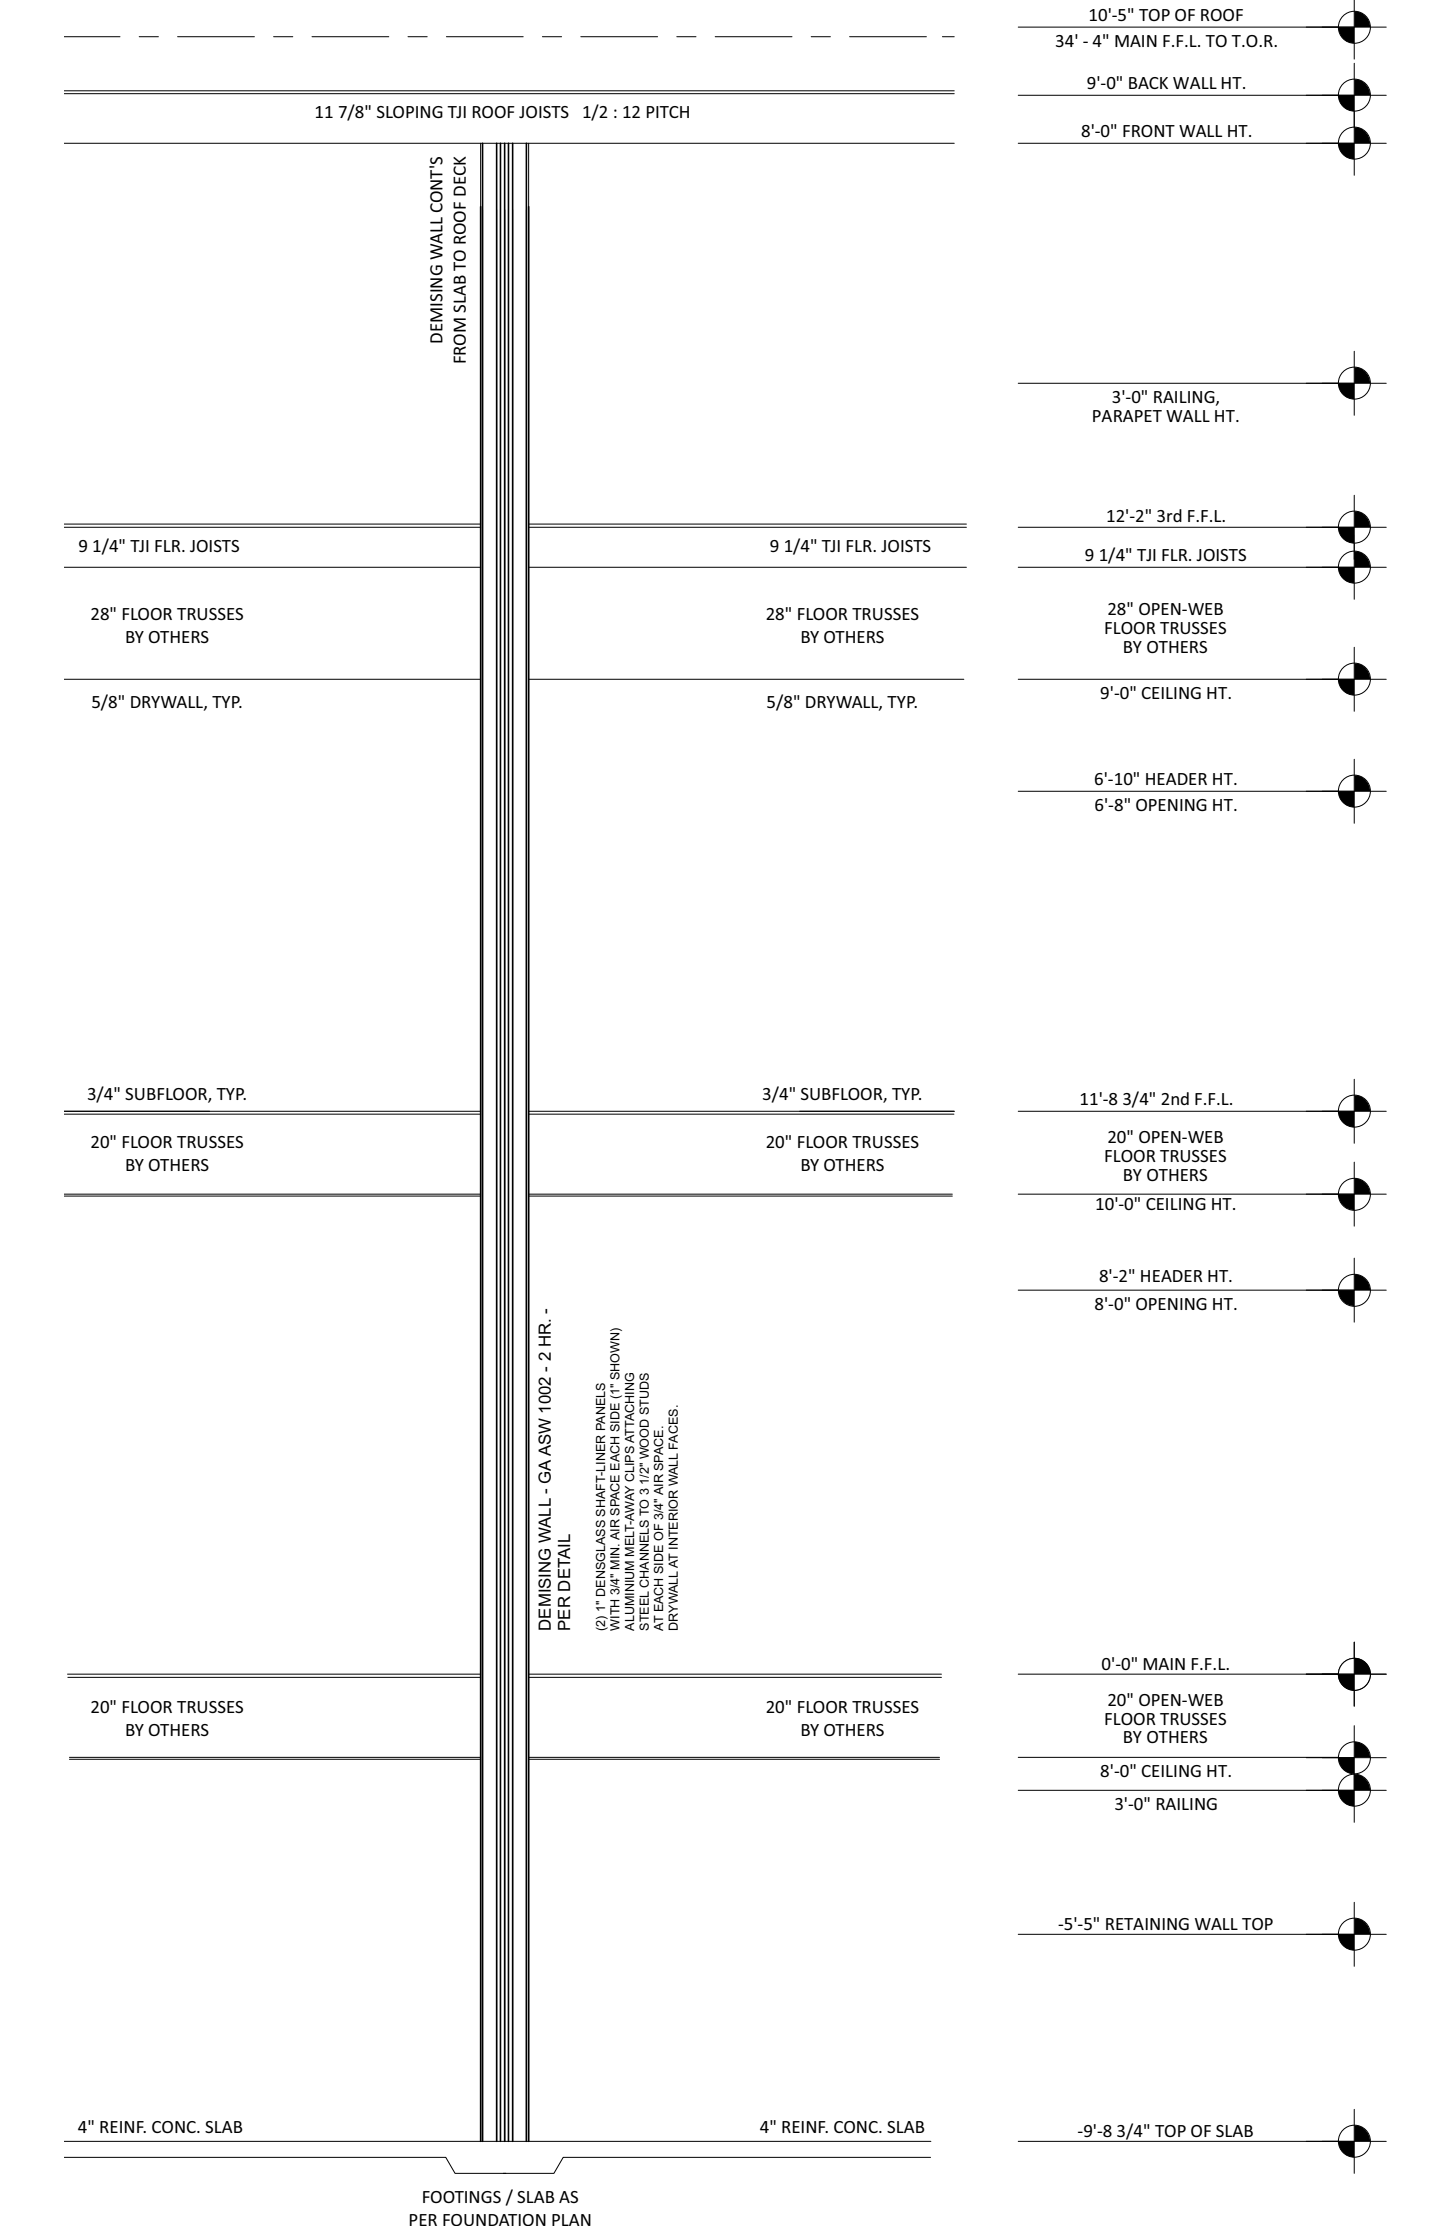 10'-5" TOP OF ROOF
34' - 4" MAIN F.F.L. TO T.O.R.
9'-0" BACK WALL HT.
11 7/8" SLOPING TJI ROOF JOISTS 1/2 : 12 PITCH
8'-0" FRONT WALL HT.
DEMISING WALL CONT'S
FROM SLAB TO ROOF DECK
3'-0" RAILING,
PARAPET WALL HT.
12'-2" 3rd F.F.L.
9 1/4" TJI FLR. JOISTS
9 1/4" TJI FLR. JOISTS
9 1/4" TJI FLR. JOISTS
28" FLOOR TRUSSES
BY OTHERS
28" FLOOR TRUSSES
BY OTHERS
28" OPEN-WEB
FLOOR TRUSSES
BY OTHERS
5/8" DRYWALL, TYP.
5/8" DRYWALL, TYP.
9'-0" CEILING HT.
6'-10" HEADER HT.
6'-8" OPENING HT.
3/4" SUBFLOOR, TYP.
3/4" SUBFLOOR, TYP.
11'-8 3/4" 2nd F.F.L.
20" FLOOR TRUSSES
BY OTHERS
20" FLOOR TRUSSES
BY OTHERS
20" OPEN-WEB
FLOOR TRUSSES
BY OTHERS
10'-0" CEILING HT.
8'-2" HEADER HT.
8'-0" OPENING HT.
DEMISING WALL - GA ASW 1002 - 2 HR. -
PER DETAIL
(2) 1" DENSGLASS SHAFT-LINER PANELS
WITH 3/4" MIN. AIR SPACE EACH SIDE (1" SHOWN)
ALUMINIUM MELT-AWAY CLIPS ATTACHING
STEEL CHANNELS TO 3 1/2" WOOD STUDS
AT EACH SIDE OF 3/4" AIR SPACE.
DRYWALL AT INTERIOR WALL FACES.
0'-0" MAIN F.F.L.
20" FLOOR TRUSSES
BY OTHERS
20" FLOOR TRUSSES
BY OTHERS
20" OPEN-WEB
FLOOR TRUSSES
BY OTHERS
8'-0" CEILING HT.
3'-0" RAILING
-5'-5" RETAINING WALL TOP
4" REINF. CONC. SLAB
4" REINF. CONC. SLAB
-9'-8 3/4" TOP OF SLAB
FOOTINGS / SLAB AS
PER FOUNDATION PLAN